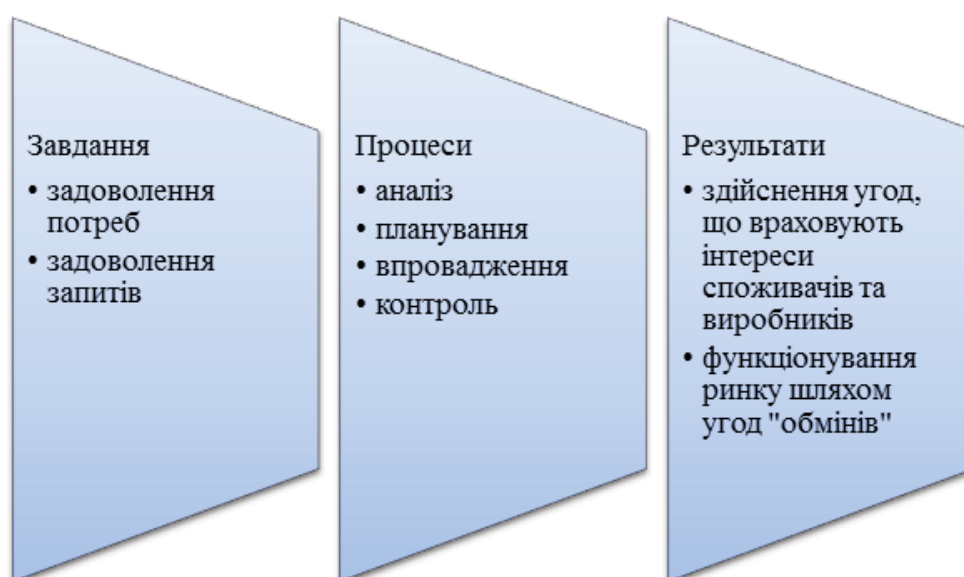 Завдання
• задоволення
потреб
• задоволення
запитів
Процеси
• аналіз
• планування
• впровадження
• контроль
Результати
• здійснення угод,
що враховують
інтереси
споживачів та
виробників
• функціонування
ринку шляхом
угод "обмінів"